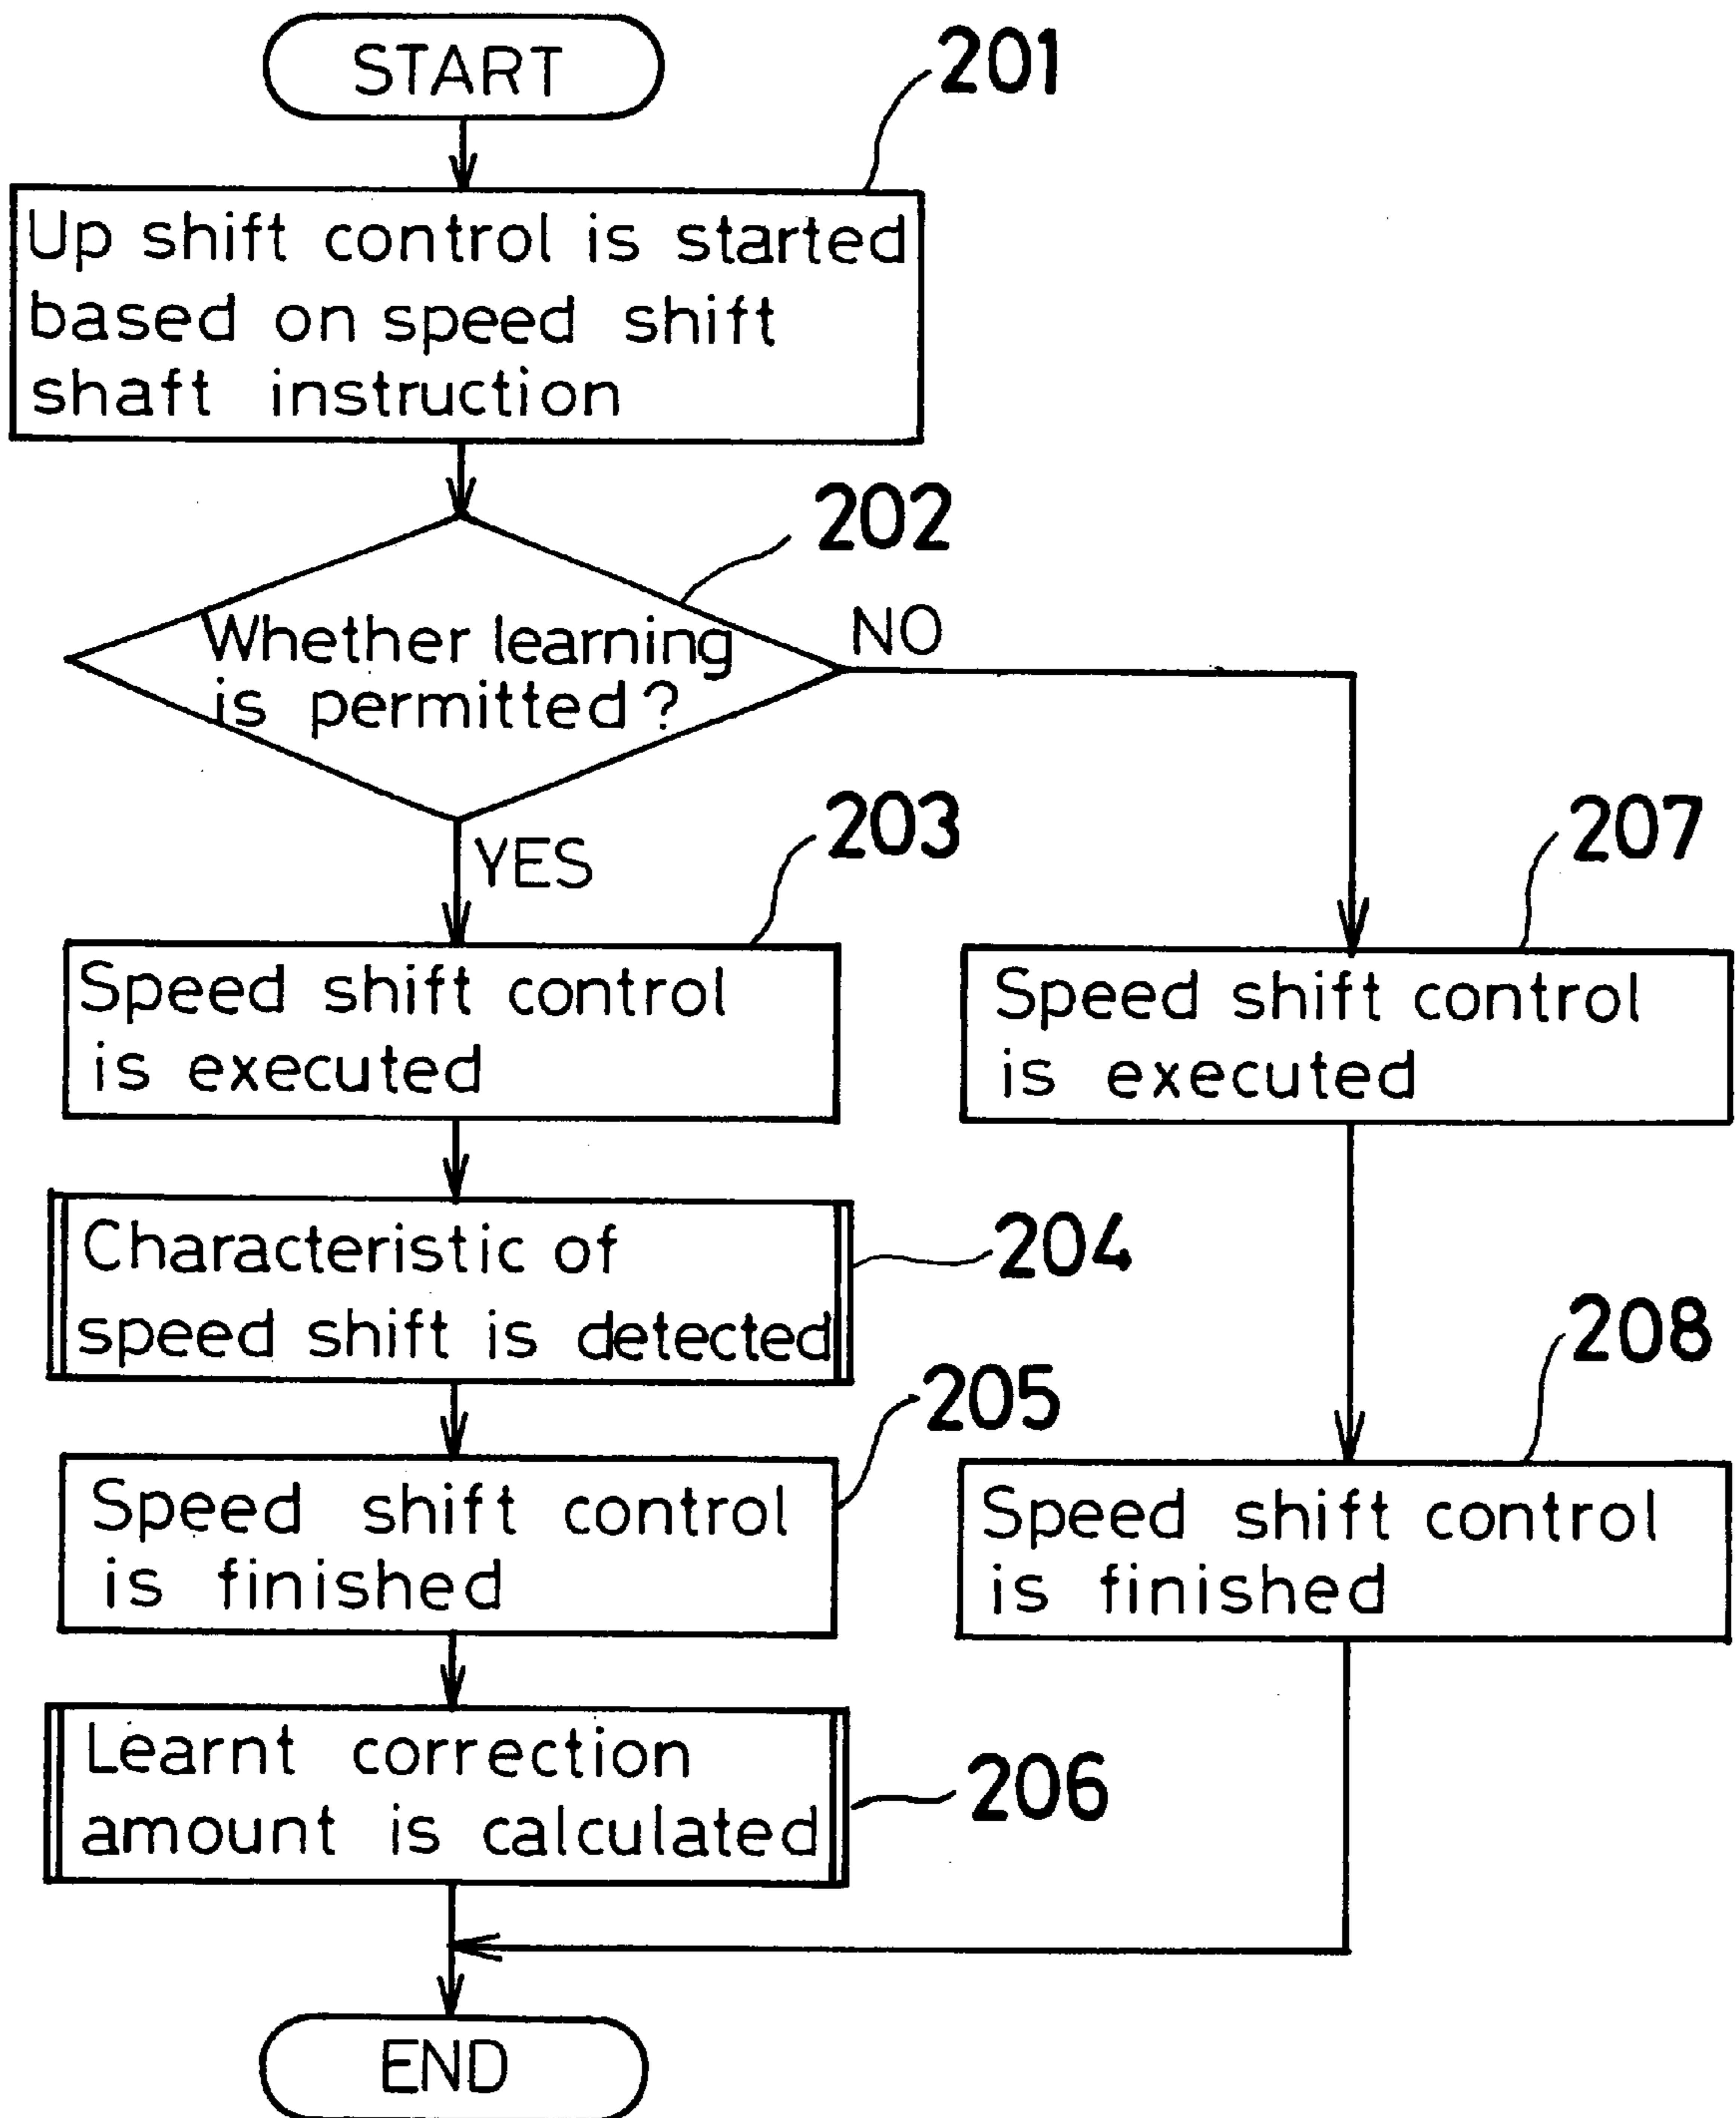 START
201
Up shift control is started
based on speed shift
shaft instruction
202
Whether learning
is permitted?
NO
YES
203
Speed shift control
is executed
207
Speed shift control
is executed
204
Characteristic of
speed shift is detected
205
Speed shift control
is finished
208
Speed shift control
is finished
206
Learnt correction
amount is calculated
END